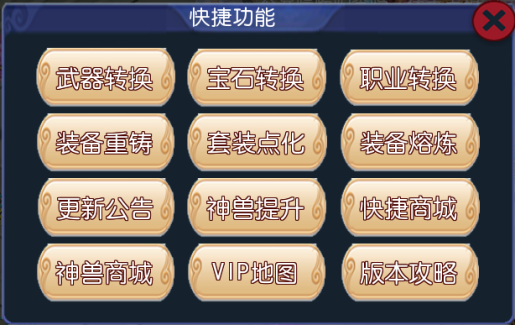 快捷功能
武器转换 宝石转换 职业转换
装备重铸 套装点化 装备熔炼
更新公告 神兽提升 快捷商城
神兽商城 VIP地图 版本攻略